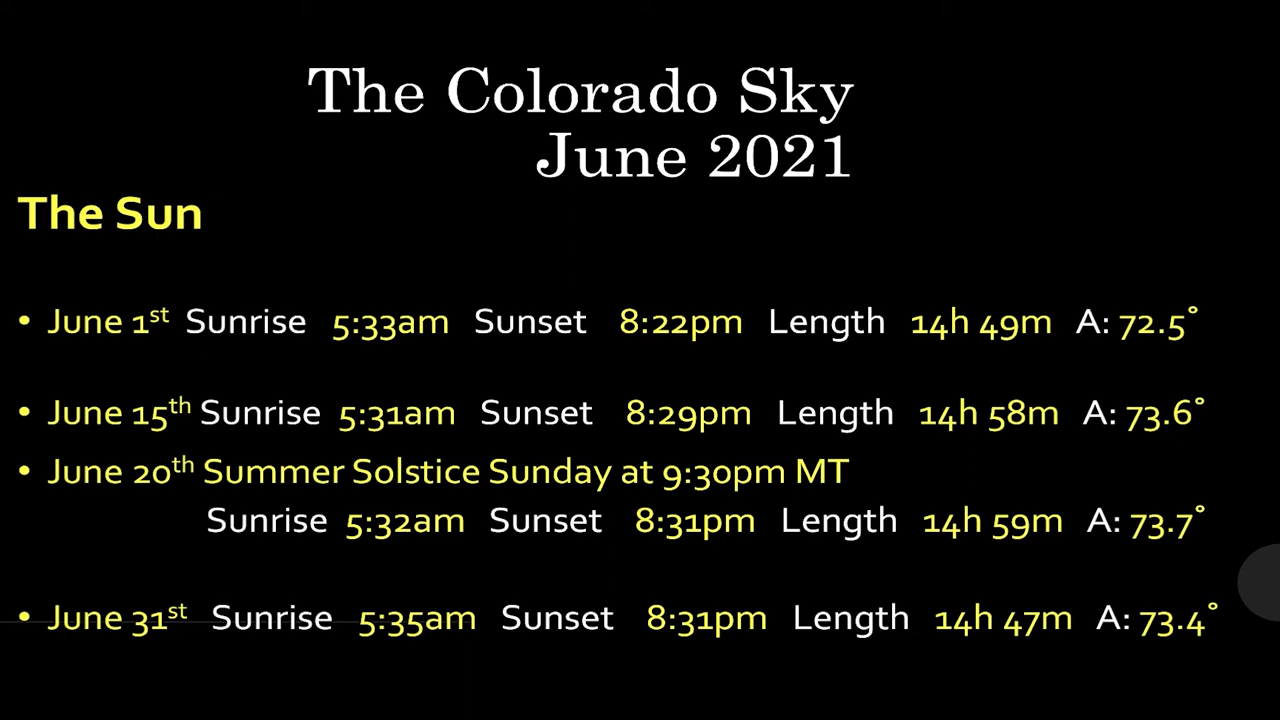 The Colorado Sky
June 2021
The Sun
• June 1st Sunrise 5:33am Sunset 8:22pm Length 14h 49m A: 72.5°
• June 15th Sunrise 5:31am Sunset 8:29pm Length 14h 58m A: 73.6°
• June 20th Summer Solstice Sunday at 9:30pm MT
Sunrise 5:32am Sunset 8:31pm Length 14h 59m A: 73.7°
• June 31st Sunrise 5:35am Sunset 8:31pm Length 14h 47m A: 73.4°